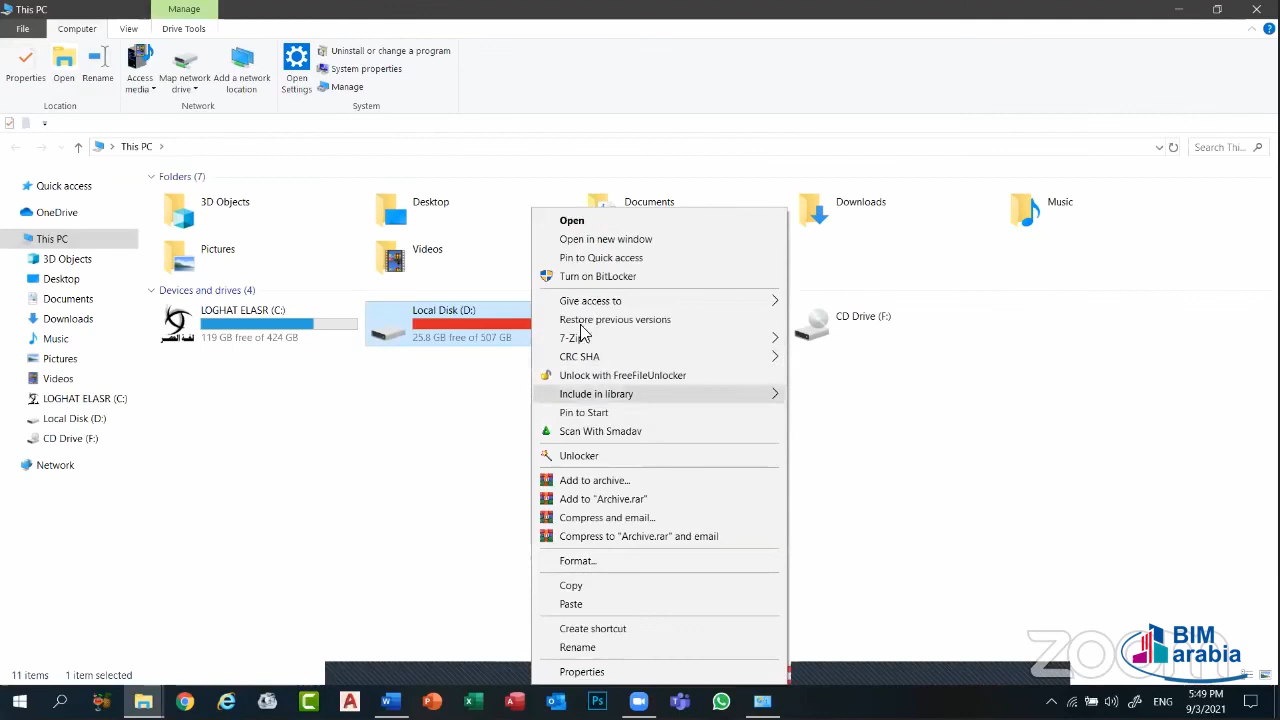 This PC
Manage
File
Computer
View
Drive Tools
Properties
Open
Rename
Access media
Map network drive
Add a network location
Open Settings
Uninstall or change a program
System properties
Manage
Location
Network
System
This PC
Search Thi...
Quick access
OneDrive
This PC
3D Objects
Desktop
Documents
Downloads
Music
Pictures
Videos
LOGHAT ELASR (C:)
Local Disk (D:)
CD Drive (F:)
Network
Folders (7)
3D Objects
Desktop
Documents
Downloads
Music
Pictures
Videos
Devices and drives (4)
LOGHAT ELASR (C:)
119 GB free of 424 GB
Local Disk (D:)
25.8 GB free of 507 GB
CD Drive (F:)
Open
Open in new window
Pin to Quick access
Turn on BitLocker
Give access to
Restore previous versions
7-Zip
CRC SHA
Unlock with FreeFileUnlocker
Include in library
Pin to Start
Scan With Smadav
Unlocker
Add to archive...
Add to "Archive.rar"
Compress and email...
Compress to "Archive.rar" and email
Format...
Copy
Paste
Create shortcut
Rename
Properties
zoom
BIM
arabia
11 items
1 item selected
ENG
5:49 PM
9/3/2021